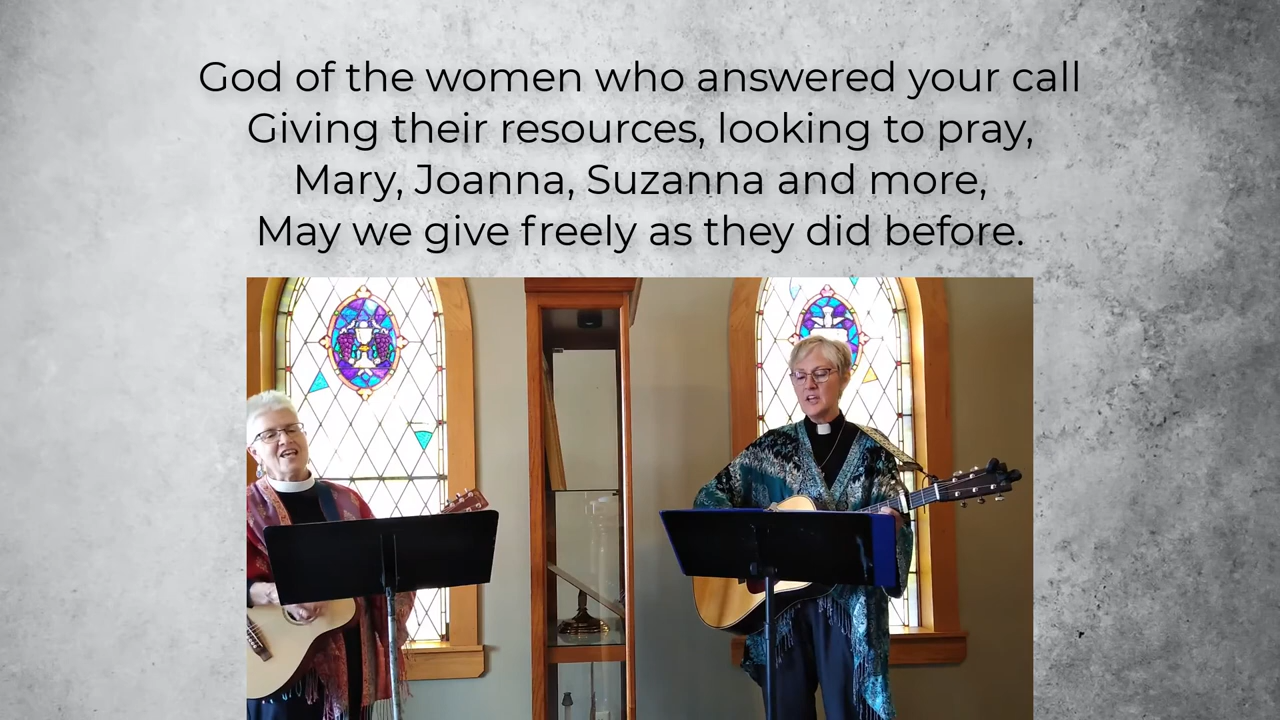 God of the women who answered your call
Giving their resources, looking to pray,
Mary, Joanna, Suzanna and more,
May we give freely as they did before.